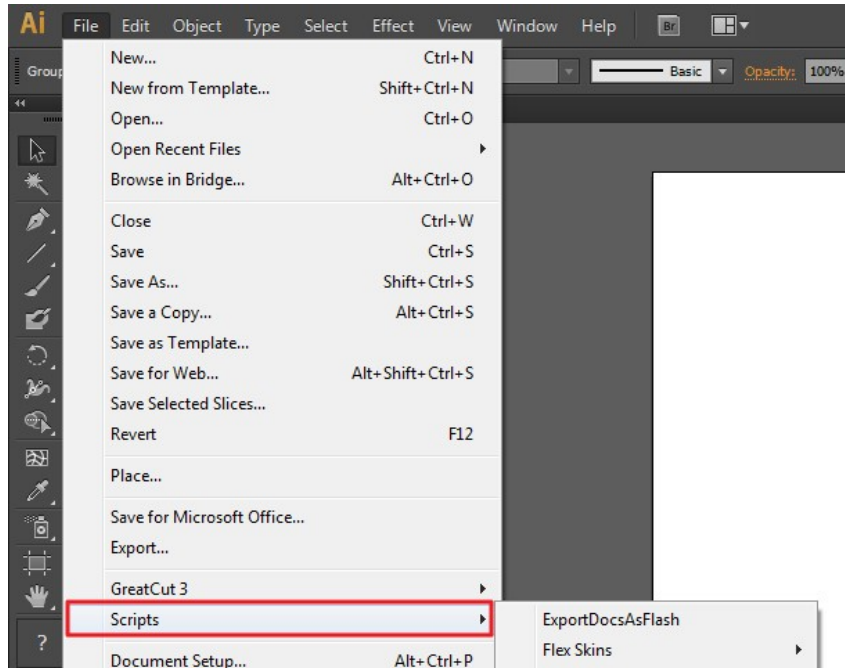 Ai File Edit Object Type Select Effect View Window Help Br
Group Basic Opacity: 100%
New... Ctrl+N
New from Template... Shift+Ctrl+N
Open... Ctrl+O
Open Recent Files
Browse in Bridge... Alt+Ctrl+O
Close Ctrl+W
Save Ctrl+S
Save As... Shift+Ctrl+S
Save a Copy... Alt+Ctrl+S
Save as Template...
Save for Web... Alt+Shift+Ctrl+S
Save Selected Slices...
Revert F12
Place...
Save for Microsoft Office...
Export...
GreatCut 3
Scripts ExportDocsAsFlash
? Flex Skins
Document Setup... Alt+Ctrl+P